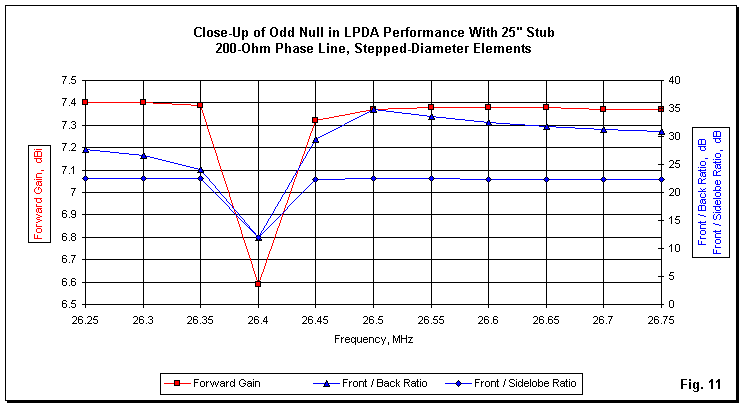 Close-Up of Odd Null in LPDA Performance With 25" Stub
200-Ohm Phase Line, Stepped-Diameter Elements
7.5
7.4
7.3
7.2
7.1
7
6.9
6.8
6.7
6.6
6.5
Forward Gain, dBi
40
35
30
25
20
15
10
5
0
Front / Back Ratio, dB
Front / Sidelobe Ratio, dB
26.25 26.3 26.35 26.4 26.45 26.5 26.55 26.6 26.65 26.7 26.75
Frequency, MHz
Forward Gain Front / Back Ratio Front / Sidelobe Ratio
Fig. 11